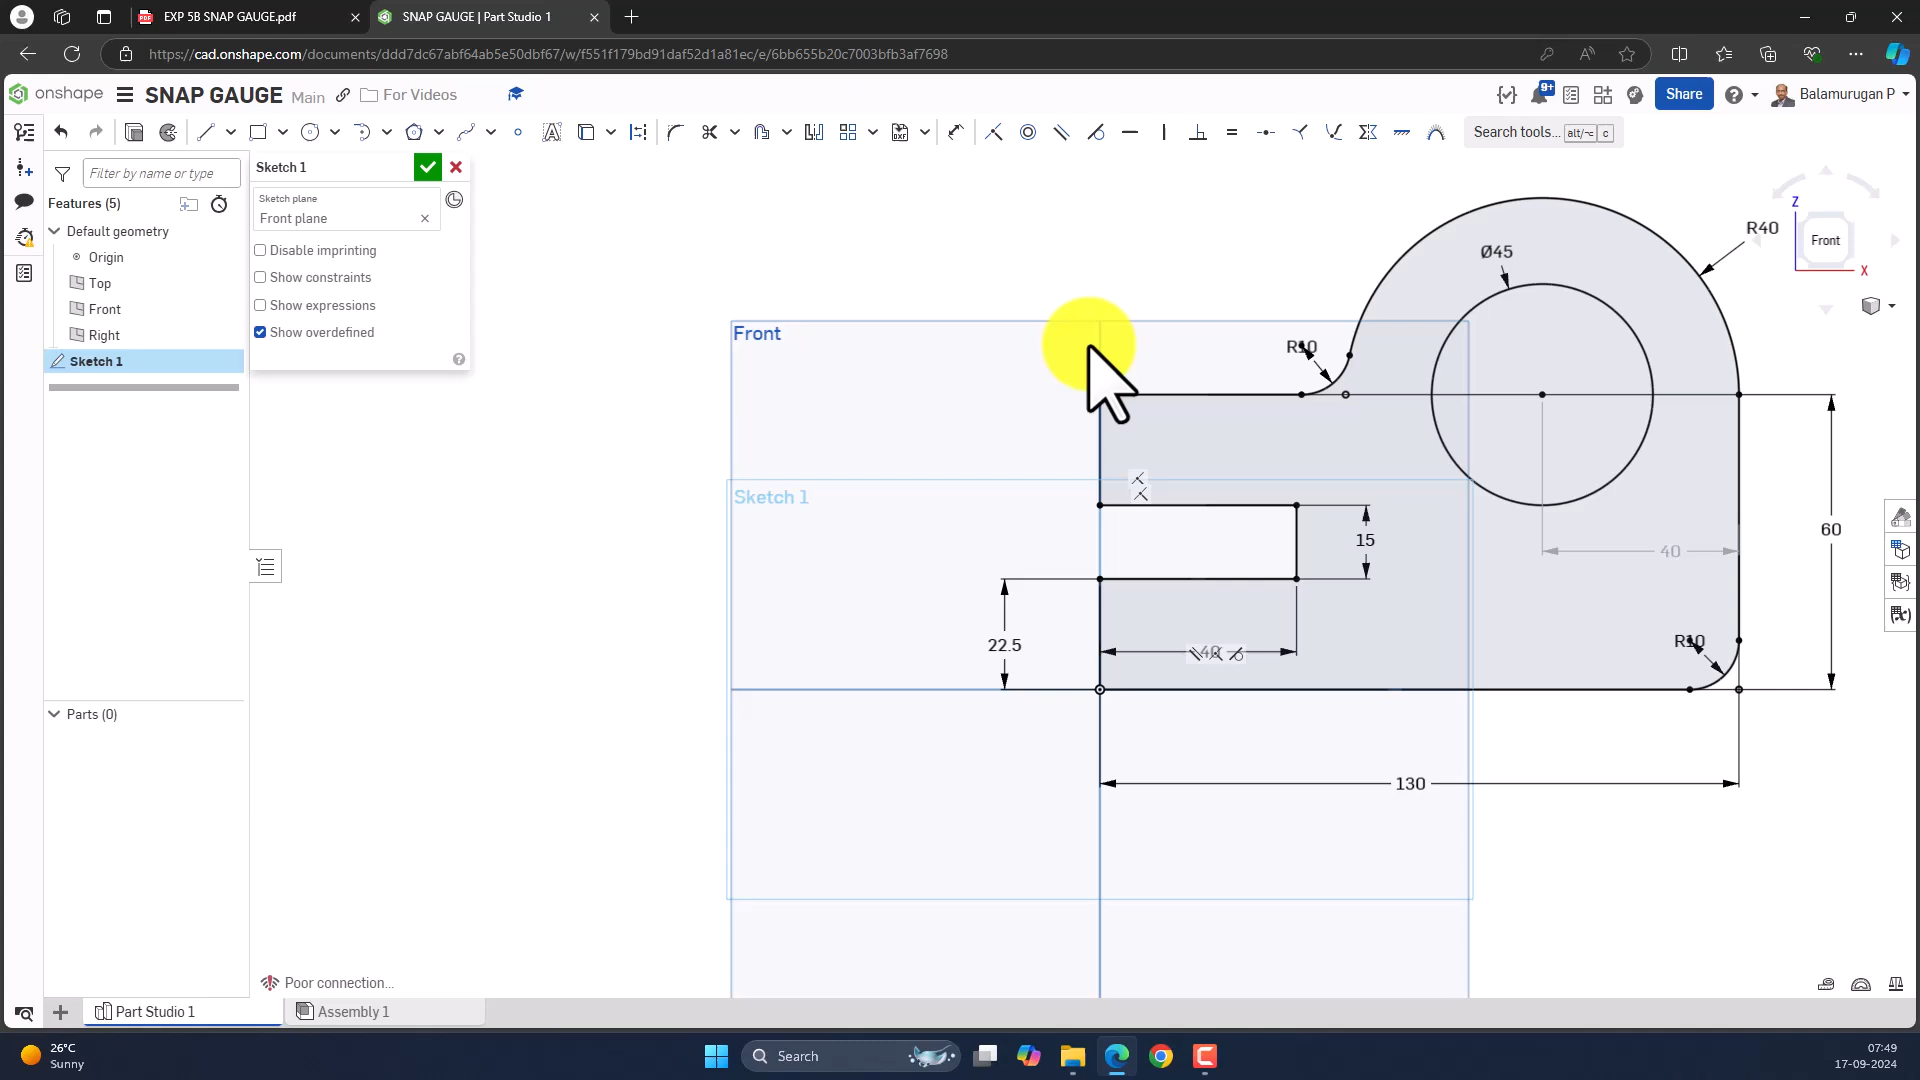 EXP 5B SNAP GAUGE.pdf
SNAP GAUGE | Part Studio 1
https://cad.onshape.com/documents/ddd7dc67abf64ab5e50dbf67/w/f551f179bd91daf52d1a81ec/e/6bb655b20c7003bfb3af7698
onshape
SNAP GAUGE
Main
For Videos
9+
Share
Balamurugan P
Search tools... alt/⌥ c
Filter by name or type
Features (5)
Default geometry
Origin
Top
Front
Right
Sketch 1
Parts (0)
Sketch 1
Sketch plane
Front plane
Disable imprinting
Show constraints
Show expressions
Show overdefined
Front
Sketch 1
R10
Ø45
R40
Z
Front
X
15
40
60
22.5
40
R10
130
Poor connection...
Part Studio 1
Assembly 1
26°C
Sunny
Search
07:49
17-09-2024